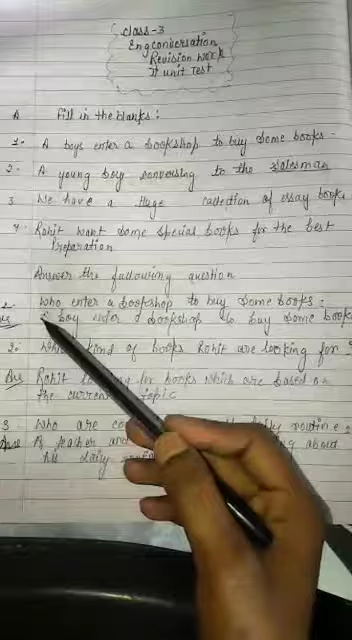 Class-3
Eng conversation
Revision work
II unit Test
A Fill in the blanks:
1. A boys enter a bookshop to buy some books.
2. A young boy conversing to the salesman
3 We have a Huge collection of essay books
4. Rohit want some special books for the best
Preparation
Answer the following question
Who enter a bookshop to buy some books:
Ans boy enter a bookshop to buy some books
2. kind of books Rohit are looking for
Ans Rohit looking for books which are based on
the current topic
3 Who are daily routine
Ans A teacher and about
his daily